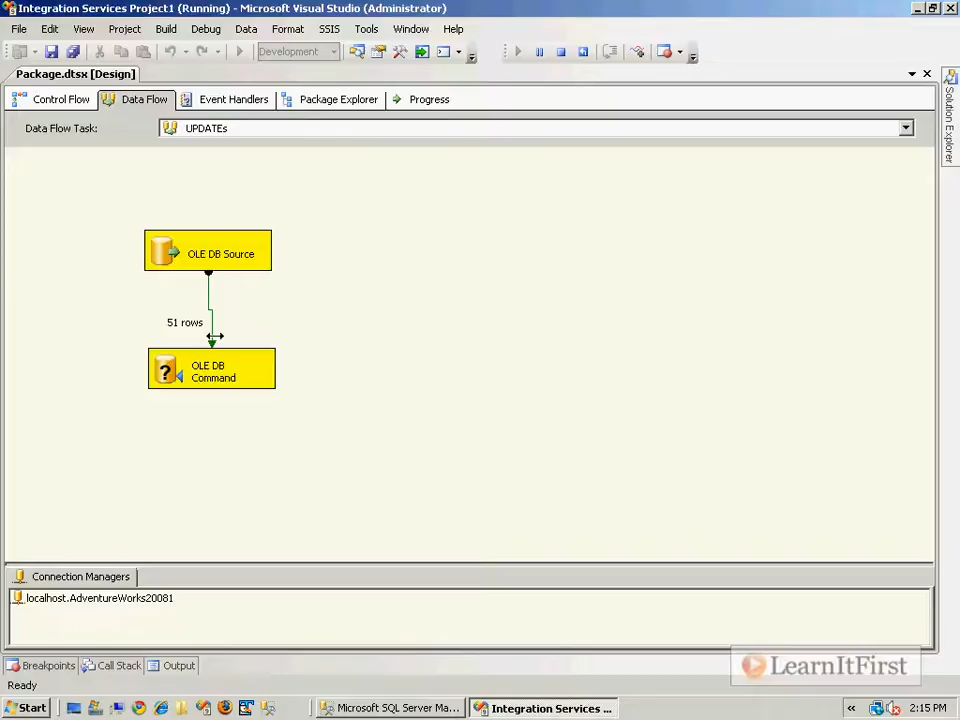 Integration Services Project1 (Running) - Microsoft Visual Studio (Administrator)
File Edit View Project Build Debug Data Format SSIS Tools Window Help
Development
Package.dtsx [Design]
Control Flow Data Flow Event Handlers Package Explorer Progress
Data Flow Task: UPDATEs
OLE DB Source
51 rows
OLE DB
Command
Connection Managers
localhost.AdventureWorks20081
Breakpoints Call Stack Output
Ready
LearnItFirst
Start Microsoft SQL Server Ma... Integration Services ... « 2:15 PM
Solution Explorer